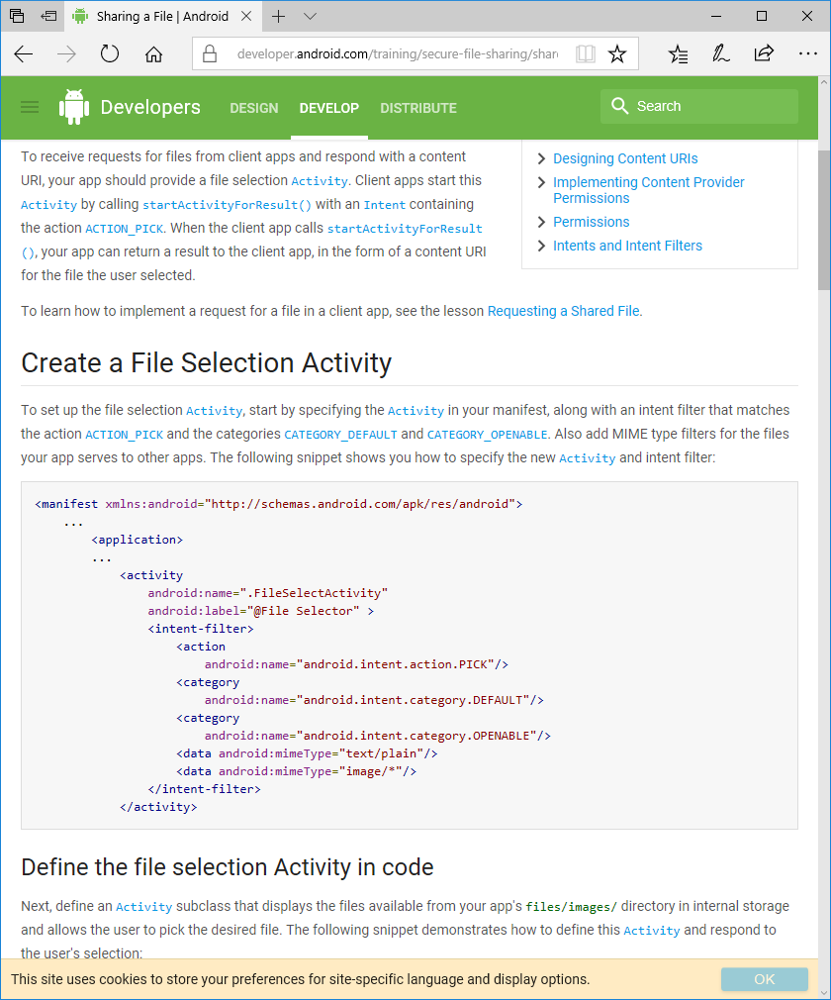 Sharing a File | Android
developer.android.com/training/secure-file-sharing/shar
Developers
DESIGN
DEVELOP
DISTRIBUTE
Search
To receive requests for files from client apps and respond with a content
URI, your app should provide a file selection Activity. Client apps start this
Activity by calling startActivityForResult() with an Intent containing
the action ACTION_PICK. When the client app calls startActivityForResult
(), your app can return a result to the client app, in the form of a content URI
for the file the user selected.
Designing Content URIs
Implementing Content Provider
Permissions
Permissions
Intents and Intent Filters
To learn how to implement a request for a file in a client app, see the lesson Requesting a Shared File.
Create a File Selection Activity
To set up the file selection Activity, start by specifying the Activity in your manifest, along with an intent filter that matches
the action ACTION_PICK and the categories CATEGORY_DEFAULT and CATEGORY_OPENABLE. Also add MIME type filters for the files
your app serves to other apps. The following snippet shows you how to specify the new Activity and intent filter:
<manifest xmlns:android="http://schemas.android.com/apk/res/android">
    ...
        <application>
        ...
            <activity
                android:name=".FileSelectActivity"
                android:label="@File Selector" >
                <intent-filter>
                    <action
                        android:name="android.intent.action.PICK"/>
                    <category
                        android:name="android.intent.category.DEFAULT"/>
                    <category
                        android:name="android.intent.category.OPENABLE"/>
                    <data android:mimeType="text/plain"/>
                    <data android:mimeType="image/*"/>
                </intent-filter>
            </activity>
Define the file selection Activity in code
Next, define an Activity subclass that displays the files available from your app's files/images/ directory in internal storage
and allows the user to pick the desired file. The following snippet demonstrates how to define this Activity and respond to
the user's selection:
This site uses cookies to store your preferences for site-specific language and display options.
OK